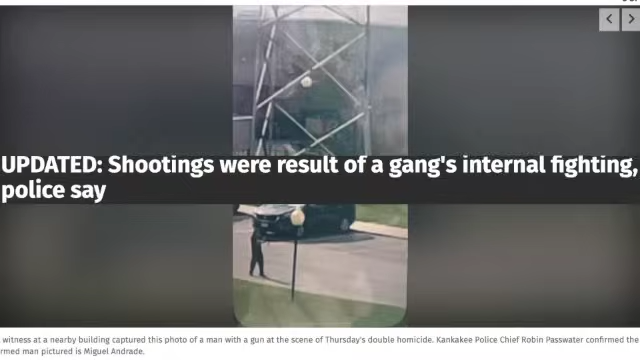 UPDATED: Shootings were result of a gang's internal fighting,
police say
witness at a nearby building captured this photo of a man with a gun at the scene of Thursday's double homicide. Kankakee Police Chief Robin Passwater confirmed the
rmed man pictured is Miguel Andrade.